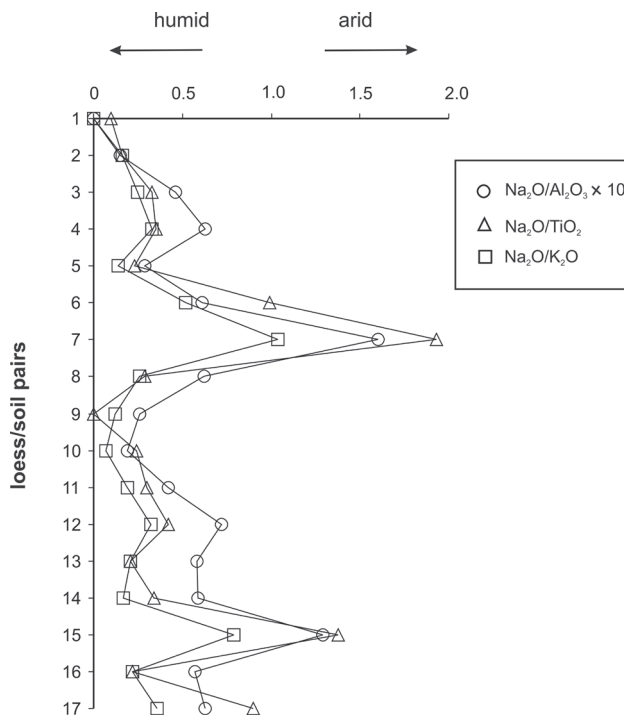 humid arid
0 0.5 1.0 1.5 2.0
1
2
3
4
5
6
7
8
9
10
11
12
13
14
15
16
17
loess/soil pairs
Na₂O/Al₂O₃ × 10
Na₂O/TiO₂
Na₂O/K₂O